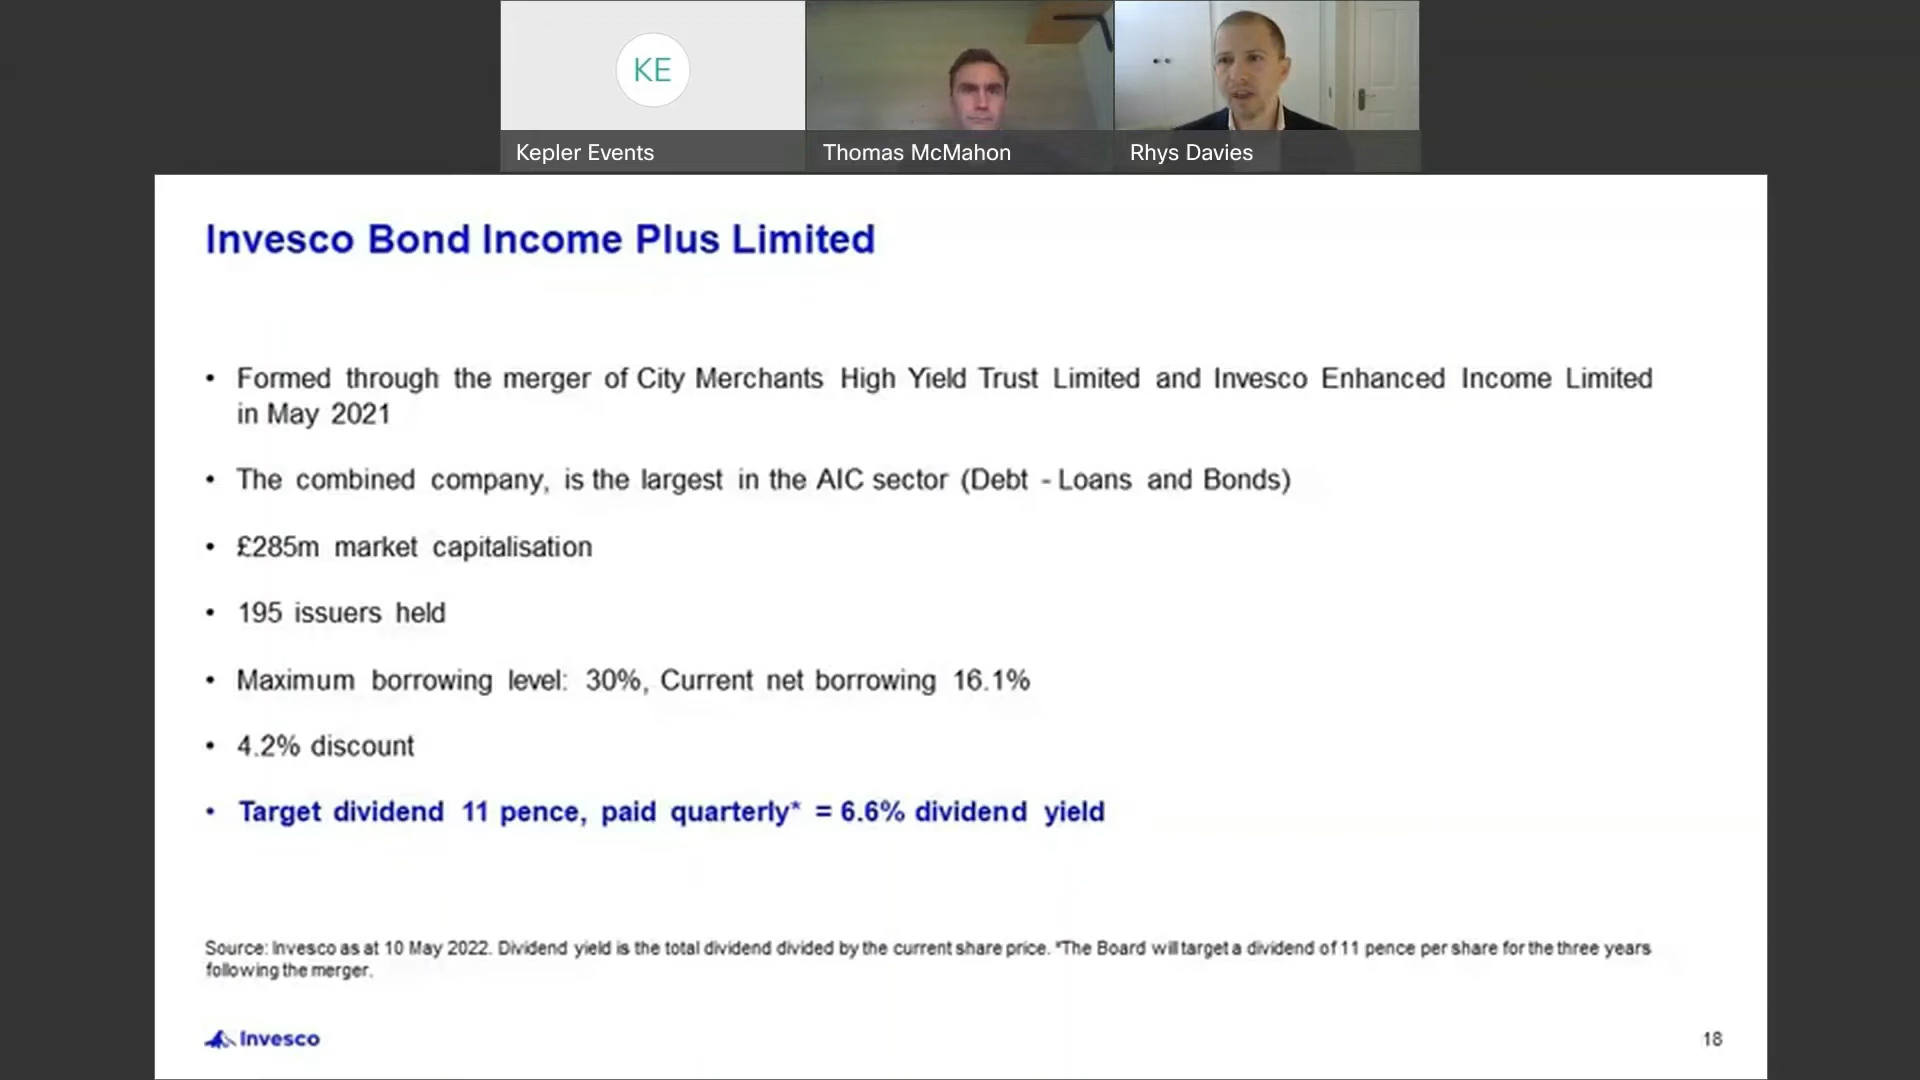 KE
Kepler Events
Thomas McMahon
Rhys Davies
Invesco Bond Income Plus Limited
• Formed through the merger of City Merchants High Yield Trust Limited and Invesco Enhanced Income Limited
in May 2021
• The combined company, is the largest in the AIC sector (Debt - Loans and Bonds)
• £285m market capitalisation
• 195 issuers held
• Maximum borrowing level: 30%, Current net borrowing 16.1%
• 4.2% discount
• Target dividend 11 pence, paid quarterly* = 6.6% dividend yield
Source: Invesco as at 10 May 2022. Dividend yield is the total dividend divided by the current share price. *The Board will target a dividend of 11 pence per share for the three years
following the merger.
Invesco
18